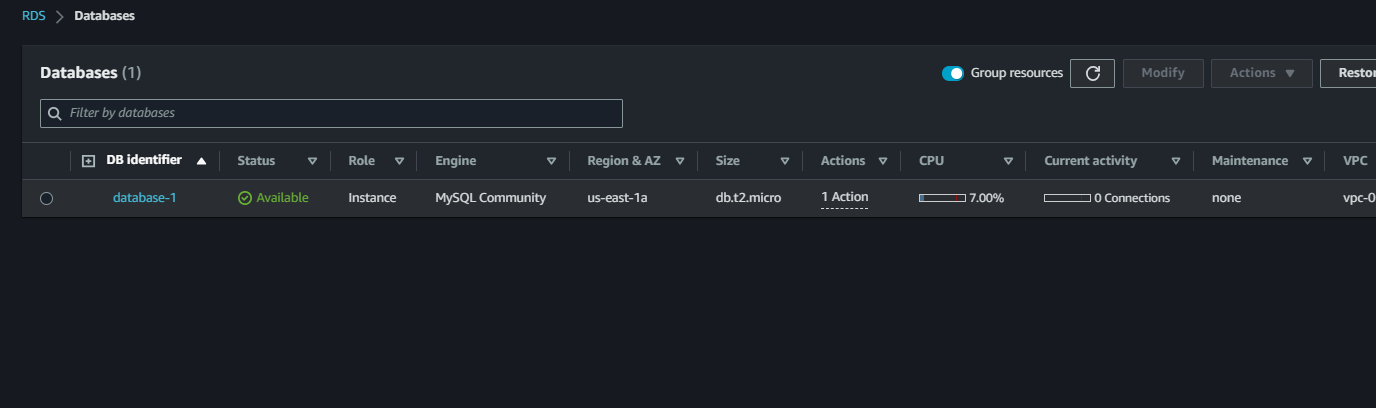 RDS > Databases
Databases (1)
Group resources
Modify
Actions
Restor
Filter by databases
DB identifier Status Role Engine Region & AZ Size Actions CPU Current activity Maintenance VPC
database-1 Available Instance MySQL Community us-east-1a db.t2.micro 1 Action 7.00% 0 Connections none vpc-0